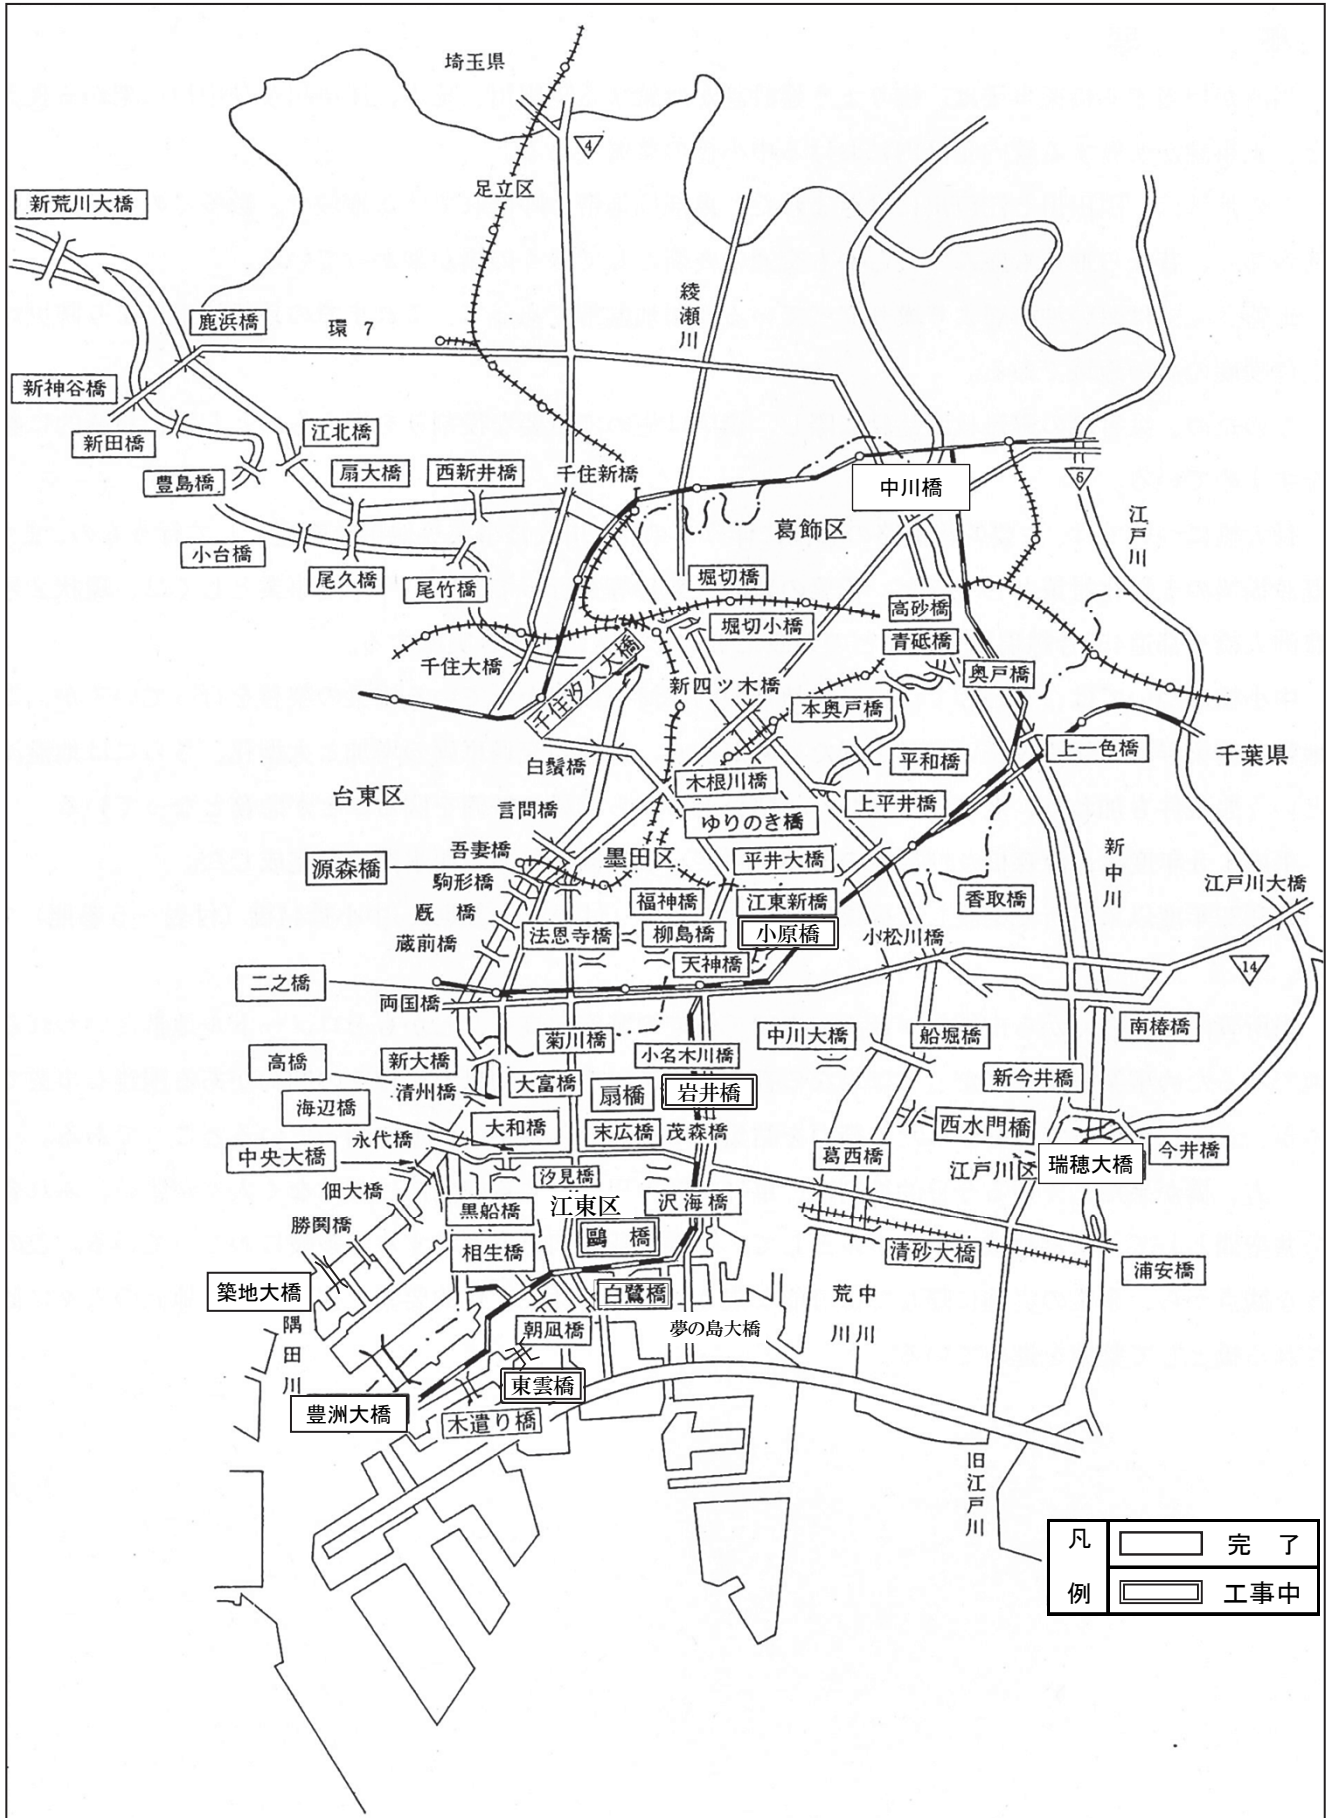 埼玉県
4
足立区
新荒川大橋
綾瀬川
鹿浜橋
環 7
新神谷橋
新田橋
江北橋
豊島橋
扇大橋
西新井橋
千住新橋
中川橋
6
江戸川
葛飾区
小台橋
尾久橋
尾竹橋
堀切橋
堀切小橋
高砂橋
青砥橋
奥戸橋
千住大橋
千住汐入大橋
新四ツ木橋
本奥戸橋
上一色橋
千葉県
白鬚橋
木根川橋
平和橋
台東区
言問橋
ゆりのき橋
上平井橋
吾妻橋
源森橋
墨田区
平井大橋
新中川
江戸川大橋
駒形橋
福神橋
江東新橋
香取橋
厩 橋
法恩寺橋
柳島橋
小原橋
小松川橋
蔵前橋
天神橋
14
二之橋
両国橋
菊川橋
小名木川橋
中川大橋
船堀橋
南椿橋
高橋
新大橋
清州橋
大富橋
扇橋
岩井橋
新今井橋
海辺橋
永代橋
大和橋
末広橋
茂森橋
西水門橋
中央大橋
汐見橋
葛西橋
江戸川区
瑞穂大橋
今井橋
佃大橋
黒船橋
江東区
沢海橋
勝関橋
相生橋
鷗 橋
清砂大橋
浦安橋
築地大橋
白鷺橋
荒川
中川
隅田川
朝凪橋
夢の島大橋
東雲橋
豊洲大橋
木遣り橋
旧江戸川
凡例
完 了
工事中